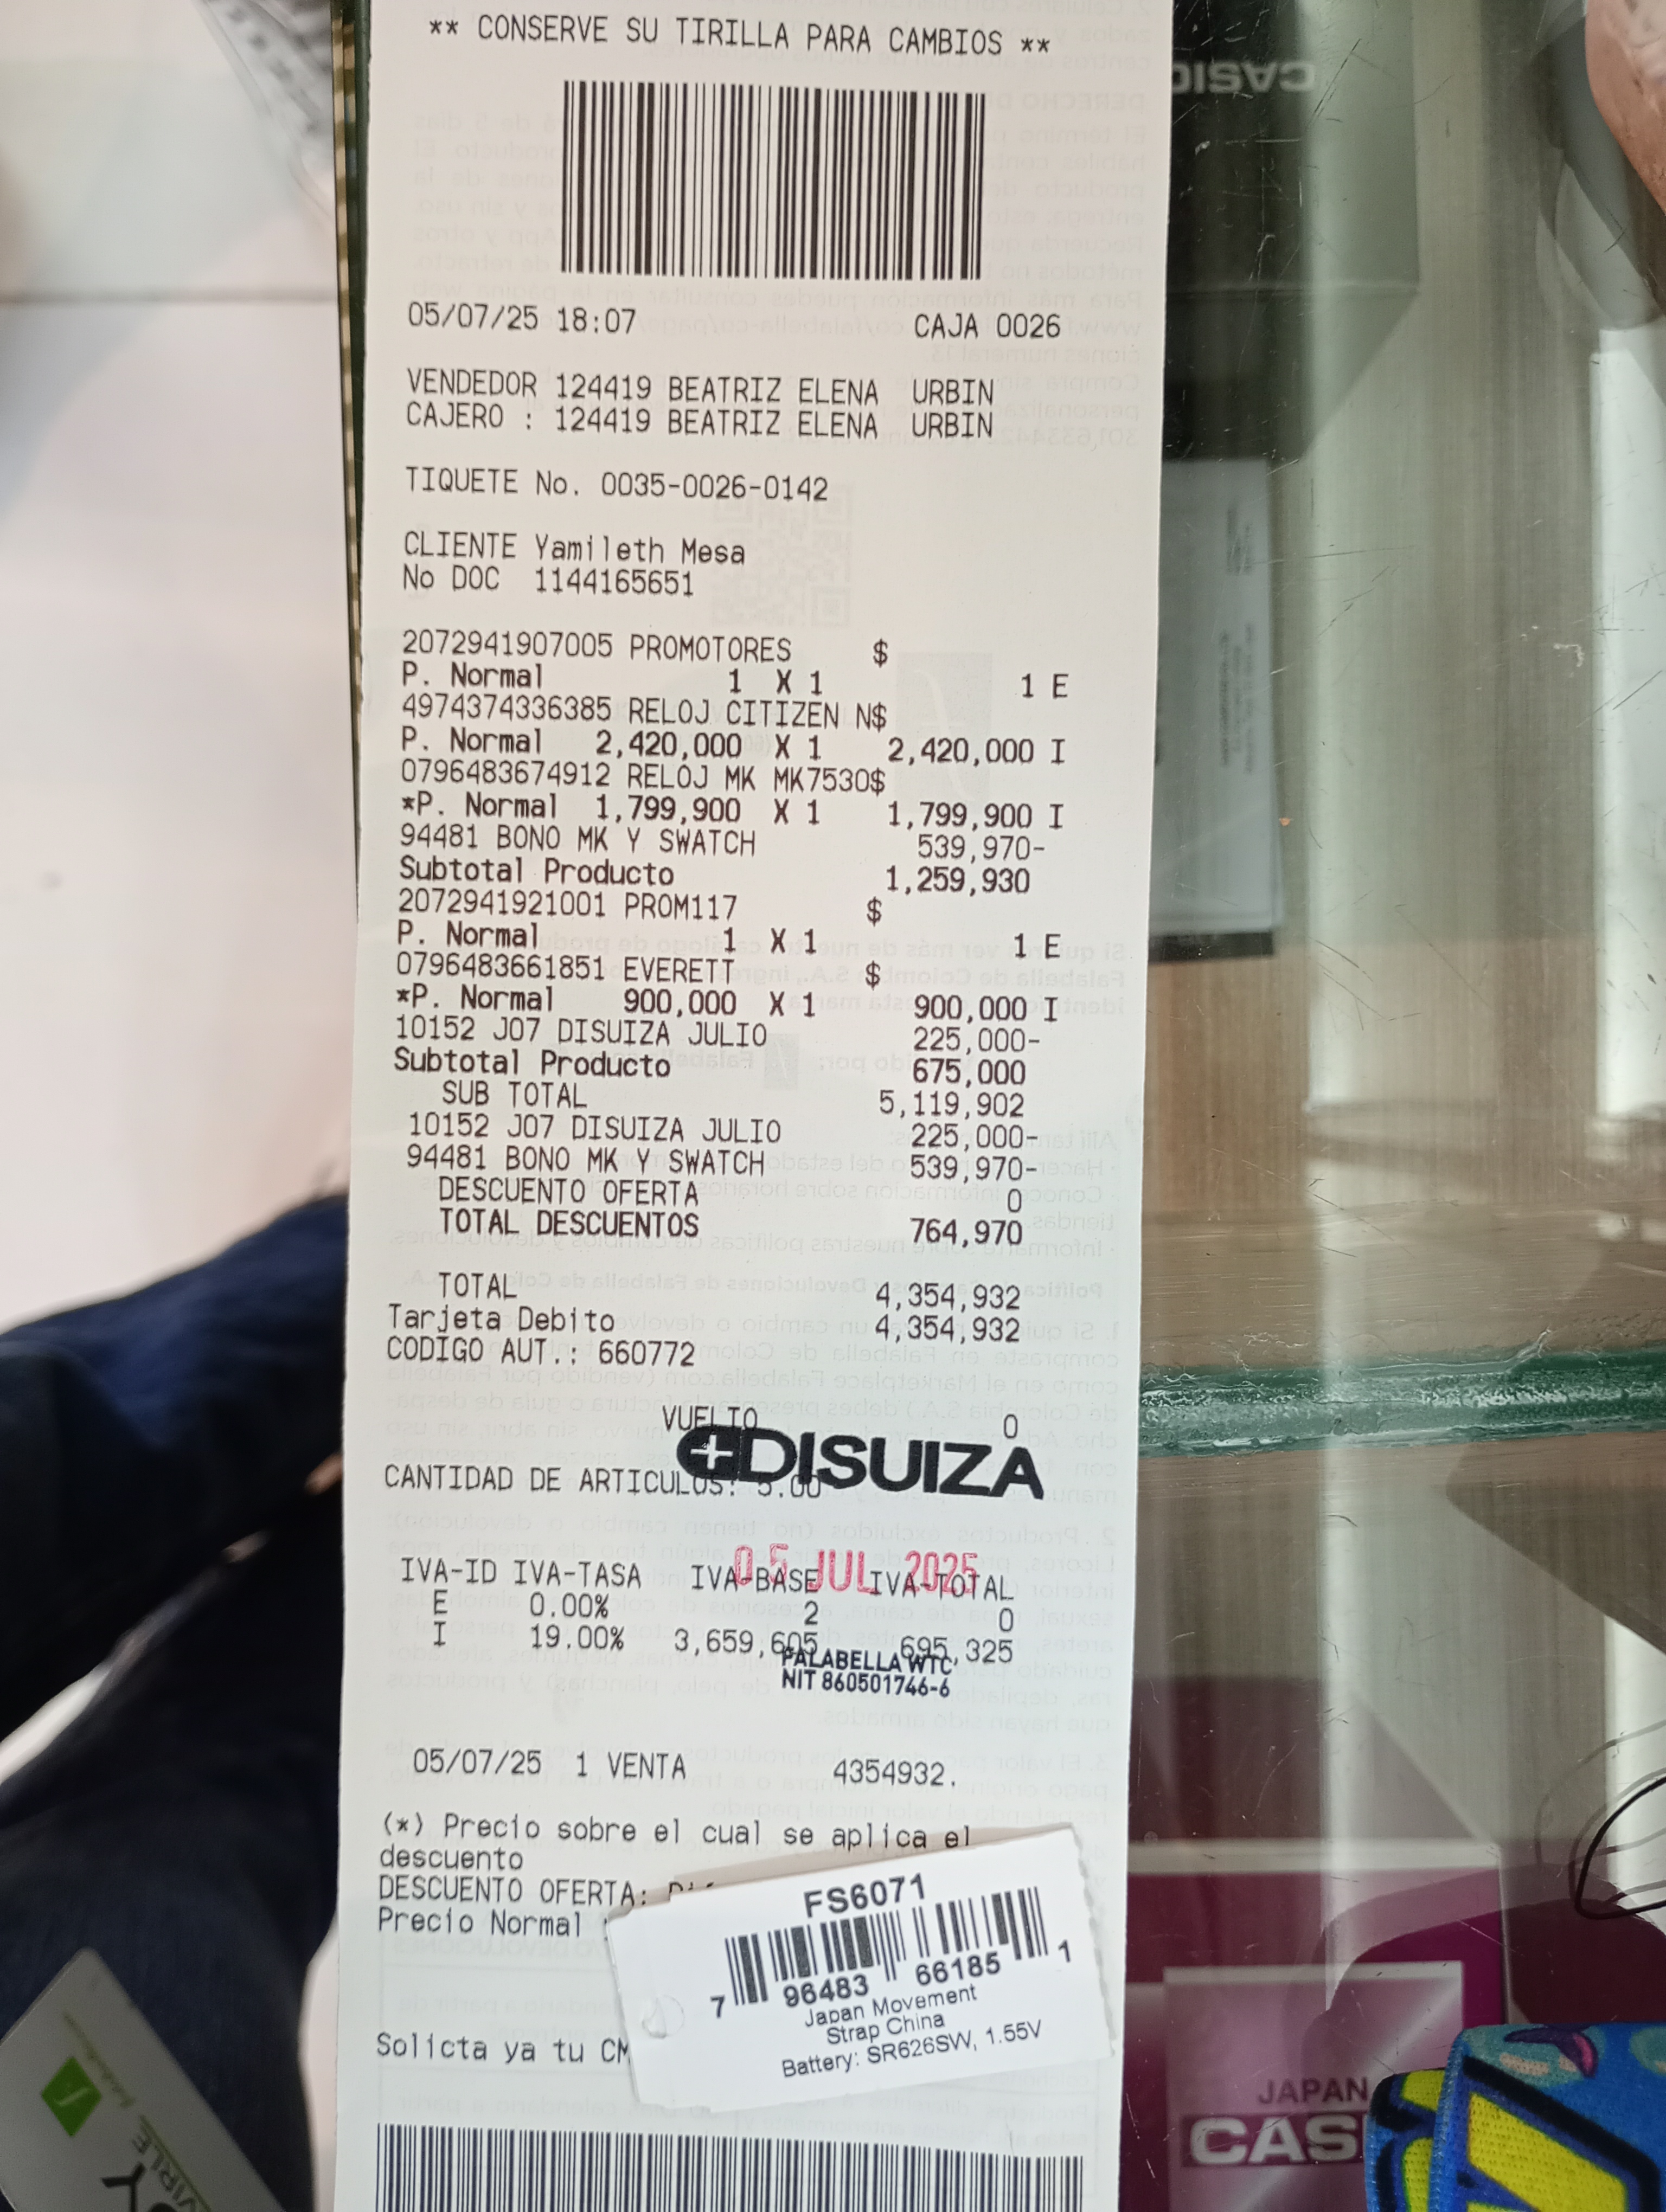 ** CONSERVE SU TIRILLA PARA CAMBIOS **
CASIO
05/07/25 18:07 CAJA 0026
VENDEDOR 124419 BEATRIZ ELENA URBIN
CAJERO : 124419 BEATRIZ ELENA URBIN
TIQUETE No. 0035-0026-0142
CLIENTE Yamileth Mesa
No DOC 1144165651
2072941907005 PROMOTORES $
P. Normal 1 X 1 1 E
4974374336385 RELOJ CITIZEN N$
P. Normal 2,420,000 X 1 2,420,000 I
0796483674912 RELOJ MK MK7530$
*P. Normal 1,799,900 X 1 1,799,900 I
94481 BONO MK Y SWATCH 539,970-
Subtotal Producto 1,259,930
2072941921001 PROM117 $
P. Normal 1 X 1 1 E
0796483661851 EVERETT $
*P. Normal 900,000 X 1 900,000 I
10152 J07 DISUIZA JULIO 225,000-
Subtotal Producto 675,000
SUB TOTAL 5,119,902
10152 J07 DISUIZA JULIO 225,000-
94481 BONO MK Y SWATCH 539,970-
DESCUENTO OFERTA 0
TOTAL DESCUENTOS 764,970
TOTAL 4,354,932
Tarjeta Debito 4,354,932
CODIGO AUT.: 660772
VUELTO 0
DISUIZA
CANTIDAD DE ARTICULOS: 5.00
05 JUL 2025
IVA-ID IVA-TASA IVA-BASE IVA-TOTAL
E 0.00% 2 0
I 19.00% 3,659,605 695,325
FALABELLA WTC
NIT 860501746-6
05/07/25 1 VENTA 4354932.
(*) Precio sobre el cual se aplica el
descuento
DESCUENTO OFERTA:
Precio Normal :
FS6071
7 96483 66185 1
Japan Movement
Strap China
Battery: SR626SW, 1.55V
Solicta ya tu CM
JAPAN
CAS